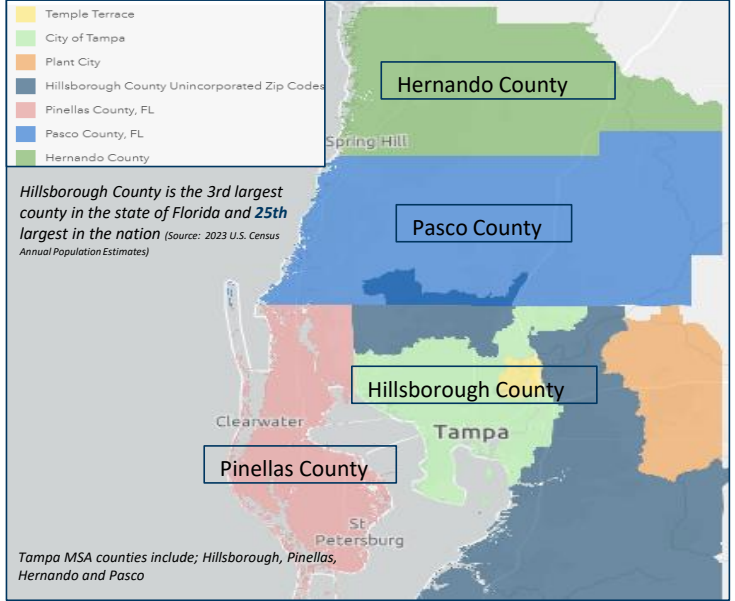 Temple Terrace
City of Tampa
Plant City
Hillsborough County Unincorporated Zip Codes
Pinellas County, FL
Pasco County, FL
Hernando County
Hernando County
Spring Hill
Hillsborough County is the 3rd largest
county in the state of Florida and 25th
largest in the nation (Source: 2023 U.S. Census
Annual Population Estimates)
Pasco County
Hillsborough County
Clearwater
Tampa
Pinellas County
St
Petersburg
Tampa MSA counties include; Hillsborough, Pinellas,
Hernando and Pasco